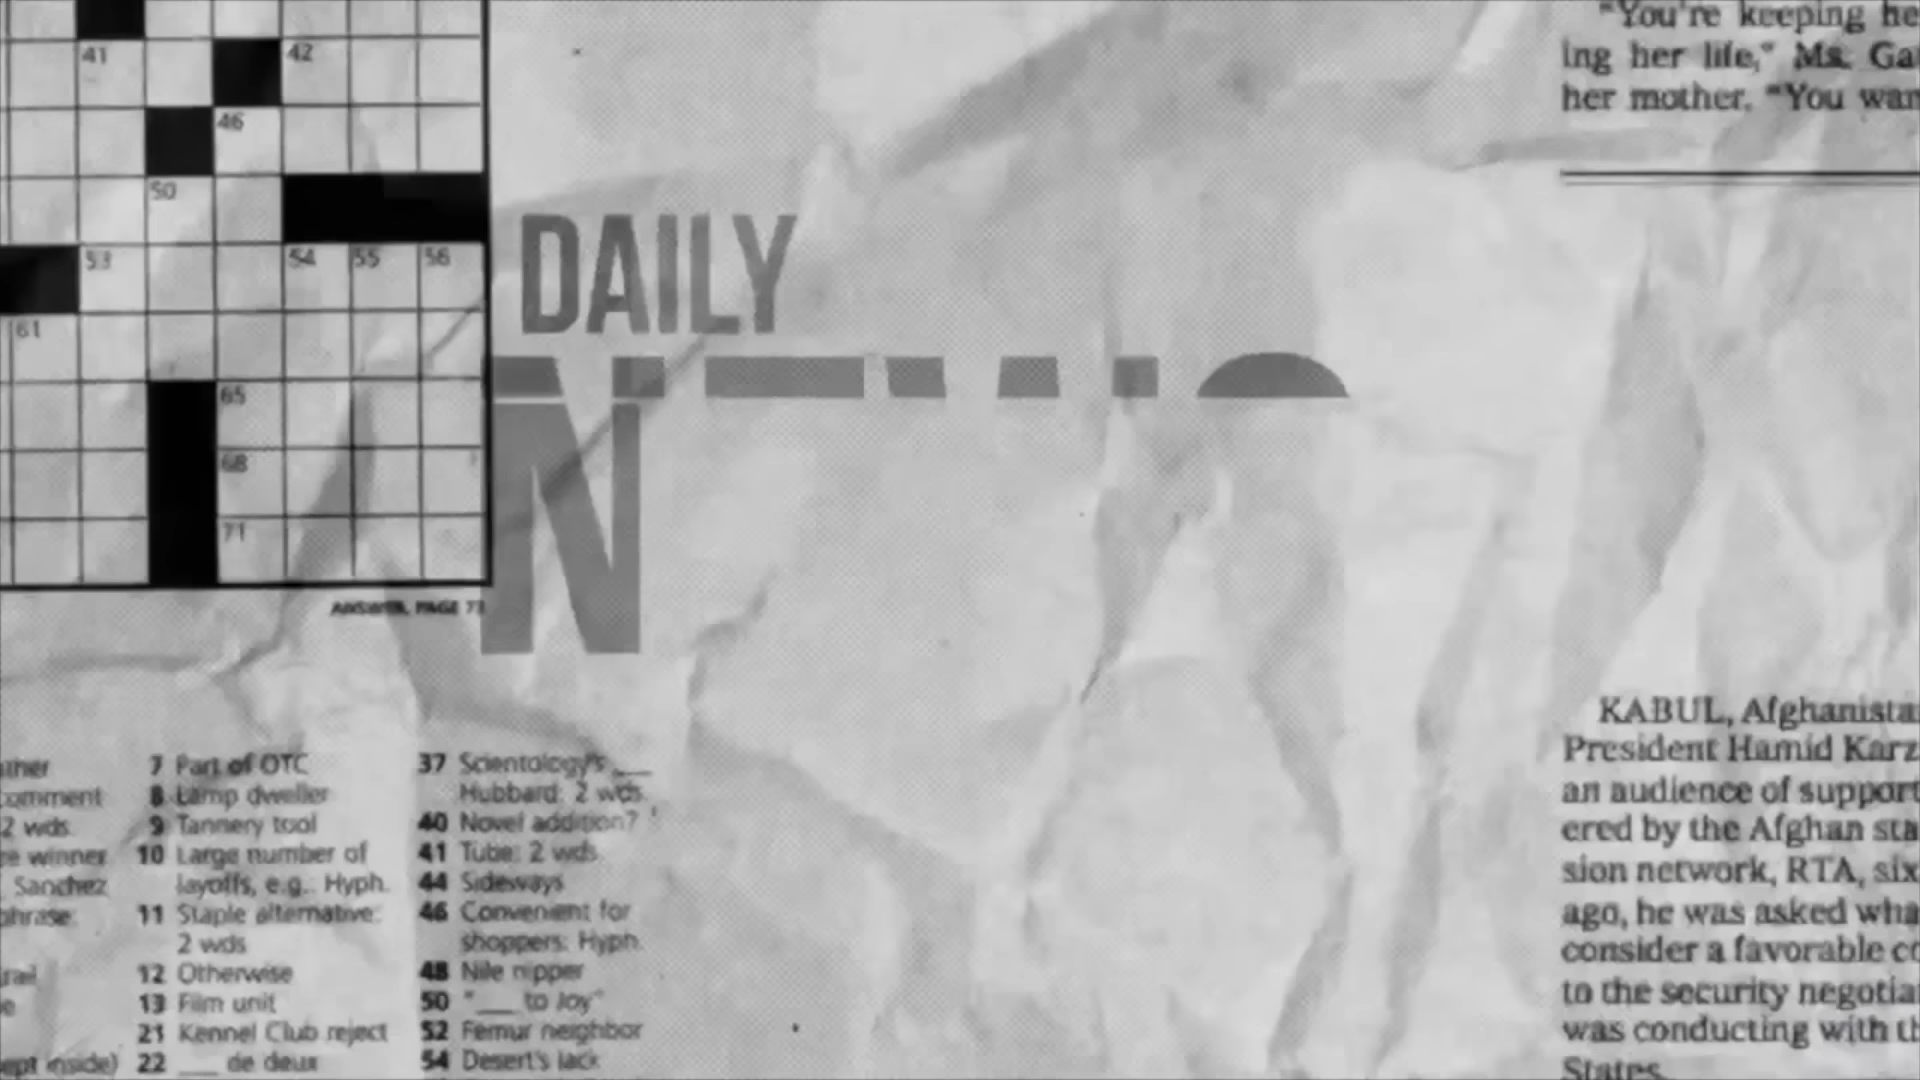 41
42
46
50
53
54
55
56
61
65
68
71
ANSWER, PAGE 73
DAILY
N
comment
2 wds.
winner
Sanchez
phrase:
7 Part of OTC
8 Lamp dweller
9 Tannery tool
10 Large number of
layoffs, e.g.: Hyph.
11 Staple alternative:
2 wds
12 Otherwise
13 Film unit
21 Kennel Club reject
22 ___ de deux
37 Scientology's ___
Hubbard: 2 wds.
40 Novel addition?
41 Tube: 2 wds.
44 Sideways
46 Convenient for
shoppers: Hyph.
48 Nile nipper
50 "___ to Joy"
52 Femur neighbor
54 Desert's lack
"You're keeping he
ing her life," Ms. Ga
her mother. "You wan
KABUL, Afghanista
President Hamid Karz
an audience of support
ered by the Afghan sta
sion network, RTA, six
ago, he was asked wha
consider a favorable co
to the security negotia
was conducting with th
States.